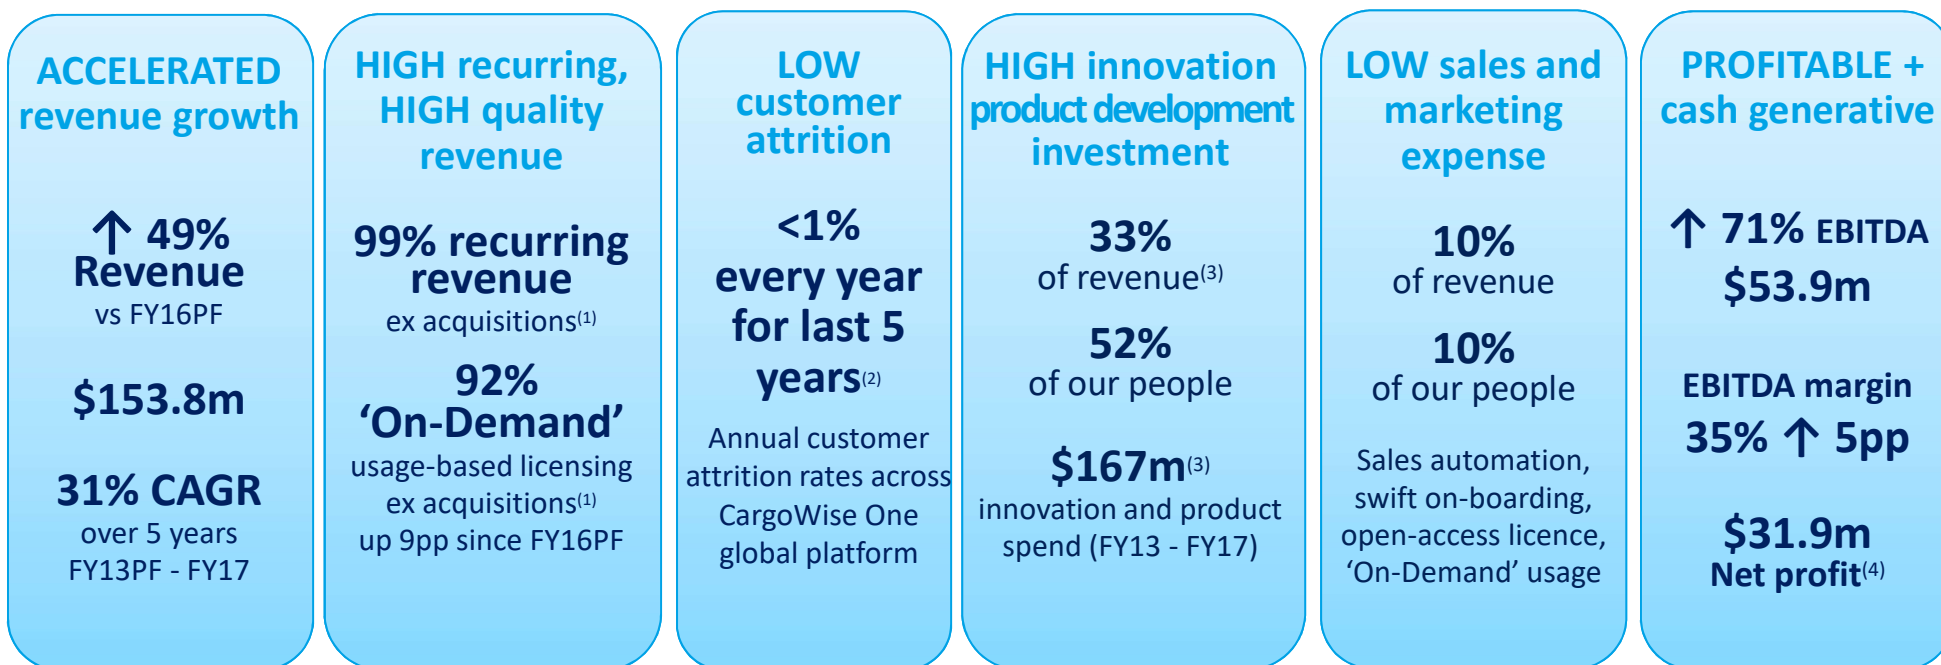 ACCELERATED
revenue growth
↑ 49%
Revenue
vs FY16PF
$153.8m
31% CAGR
over 5 years
FY13PF - FY17
HIGH recurring,
HIGH quality
revenue
99% recurring
revenue
ex acquisitions(1)
92%
‘On-Demand’
usage-based licensing
ex acquisitions(1)
up 9pp since FY16PF
LOW
customer
attrition
<1%
every year
for last 5
years(2)
Annual customer
attrition rates across
CargoWise One
global platform
HIGH innovation
product development
investment
33%
of revenue(3)
52%
of our people
$167m(3)
innovation and product
spend (FY13 - FY17)
LOW sales and
marketing
expense
10%
of revenue
10%
of our people
Sales automation,
swift on-boarding,
open-access licence,
‘On-Demand’ usage
PROFITABLE +
cash generative
↑ 71% EBITDA
$53.9m
EBITDA margin
35% ↑ 5pp
$31.9m
Net profit(4)